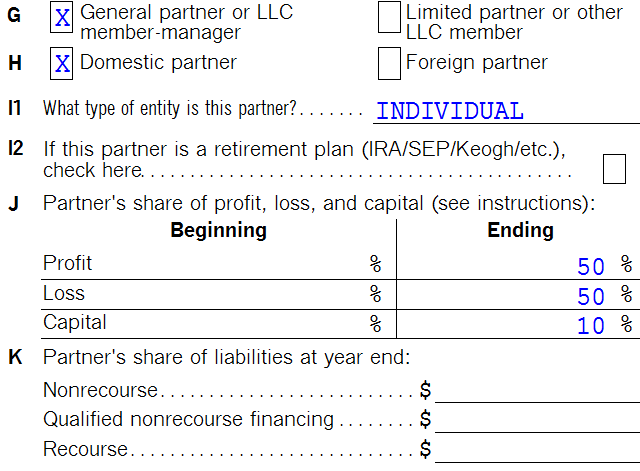 G X General partner or LLC member-manager Limited partner or other LLC member
H X Domestic partner Foreign partner
I1 What type of entity is this partner?....... INDIVIDUAL
I2 If this partner is a retirement plan (IRA/SEP/Keogh/etc.),
check here.......................................
J Partner's share of profit, loss, and capital (see instructions):
Beginning Ending
Profit % 50 %
Loss % 50 %
Capital % 10 %
K Partner's share of liabilities at year end:
Nonrecourse.......................... $
Qualified nonrecourse financing ........ $
Recourse............................. $